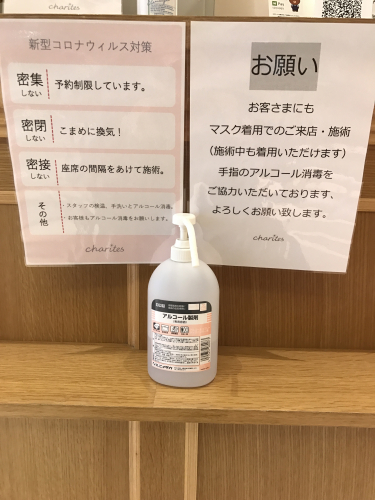 charites
Pay
新型コロナウィルス対策
密集
しない
予約制限しています。
密閉
しない
こまめに換気！
密接
しない
座席の間隔をあけて施術。
その他
・スタッフの検温、手洗いとアルコール消毒。
・お客様もアルコール消毒をお願いします。
charites
お願い
お客さまにも
マスク着用でのご来店・施術
（施術中も着用いただけます）
手指のアルコール消毒を
ご協力いただいております、
よろしくお願い致します。
charites
アルコール製剤